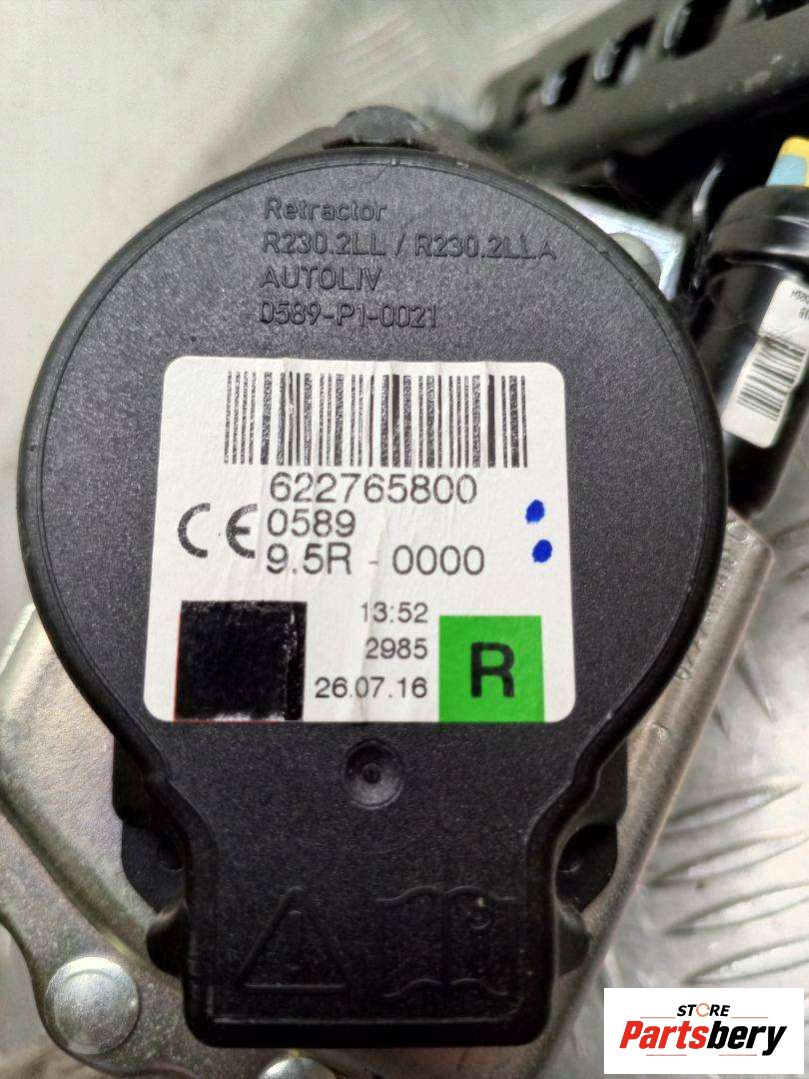 Retractor
R230.2LL / R230.2LLA
AUTOLIV
0589-P1-0021
622765800
CE 0589
9.5R - 0000
13:52
2985
26.07.16
R
STORE
Partsbery